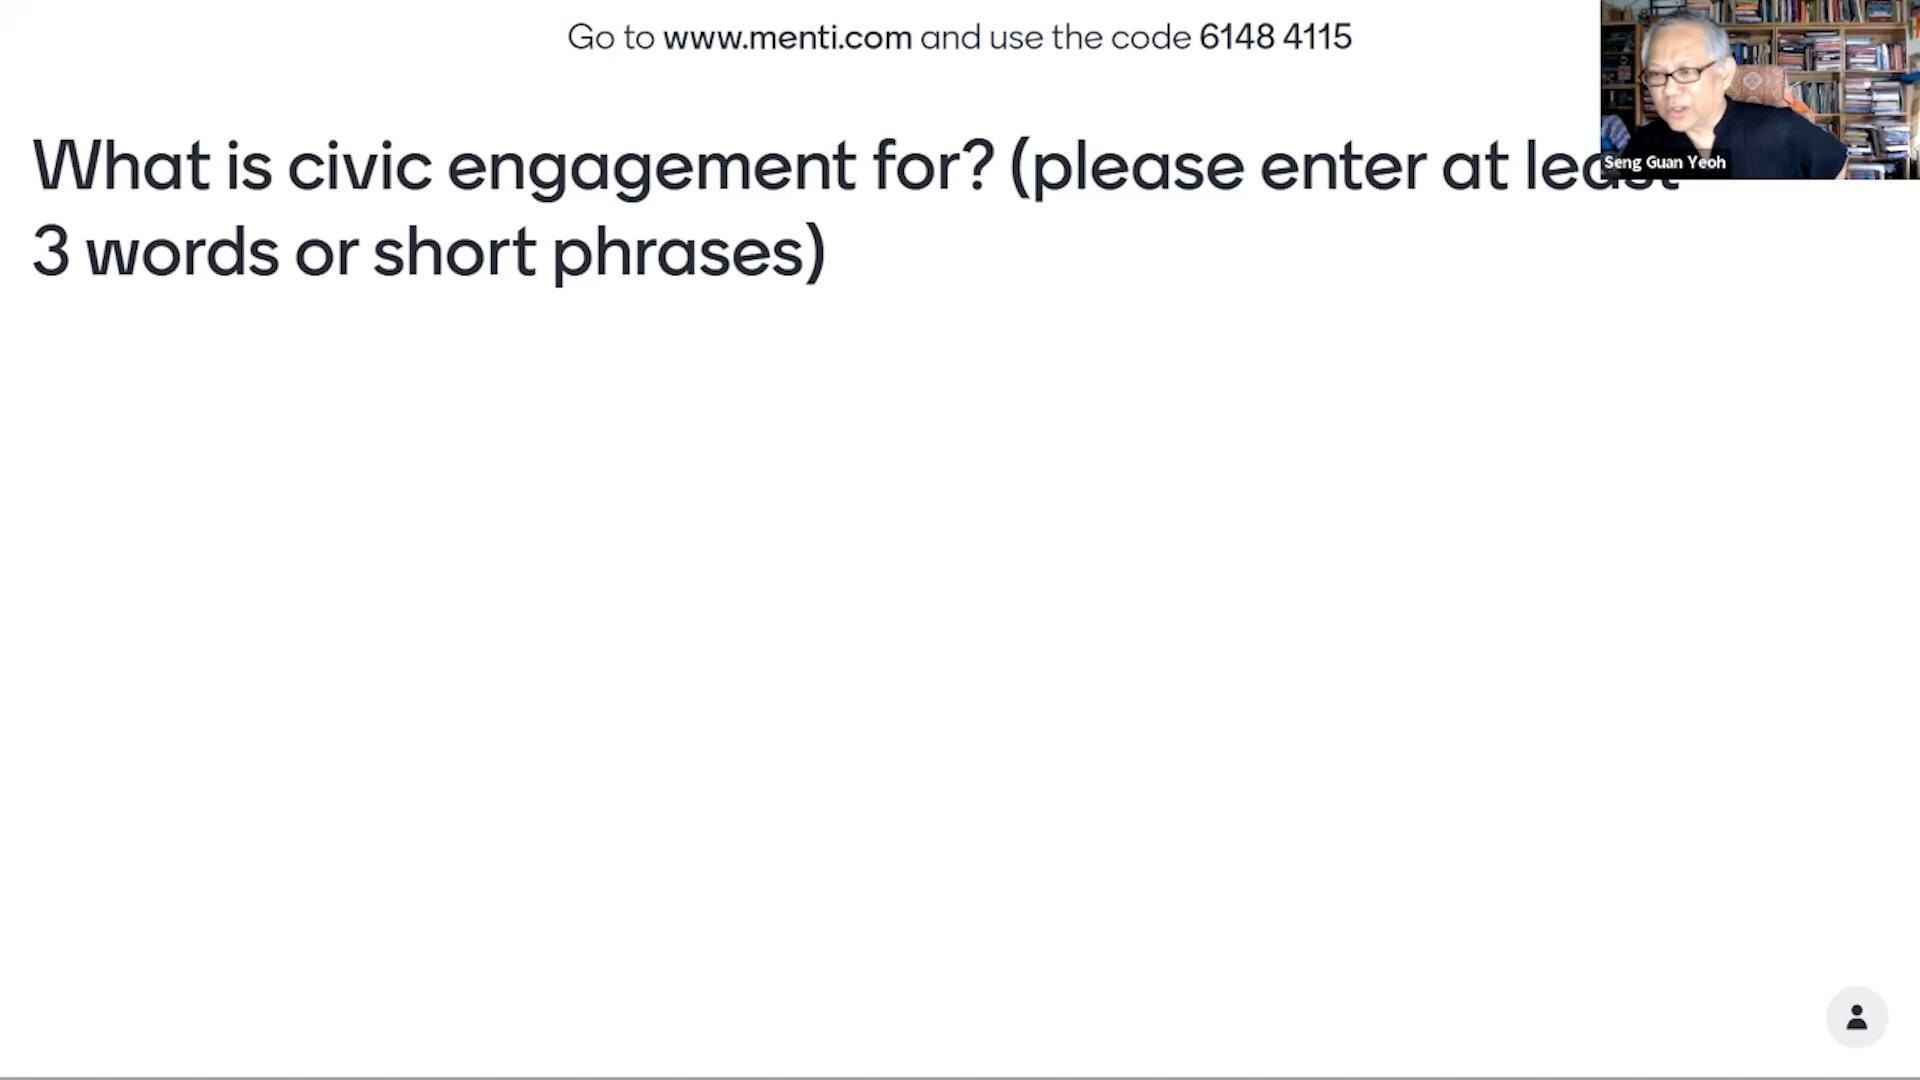 Go to www.menti.com and use the code 6148 4115
What is civic engagement for? (please enter at least
3 words or short phrases)
Seng Guan Yeoh